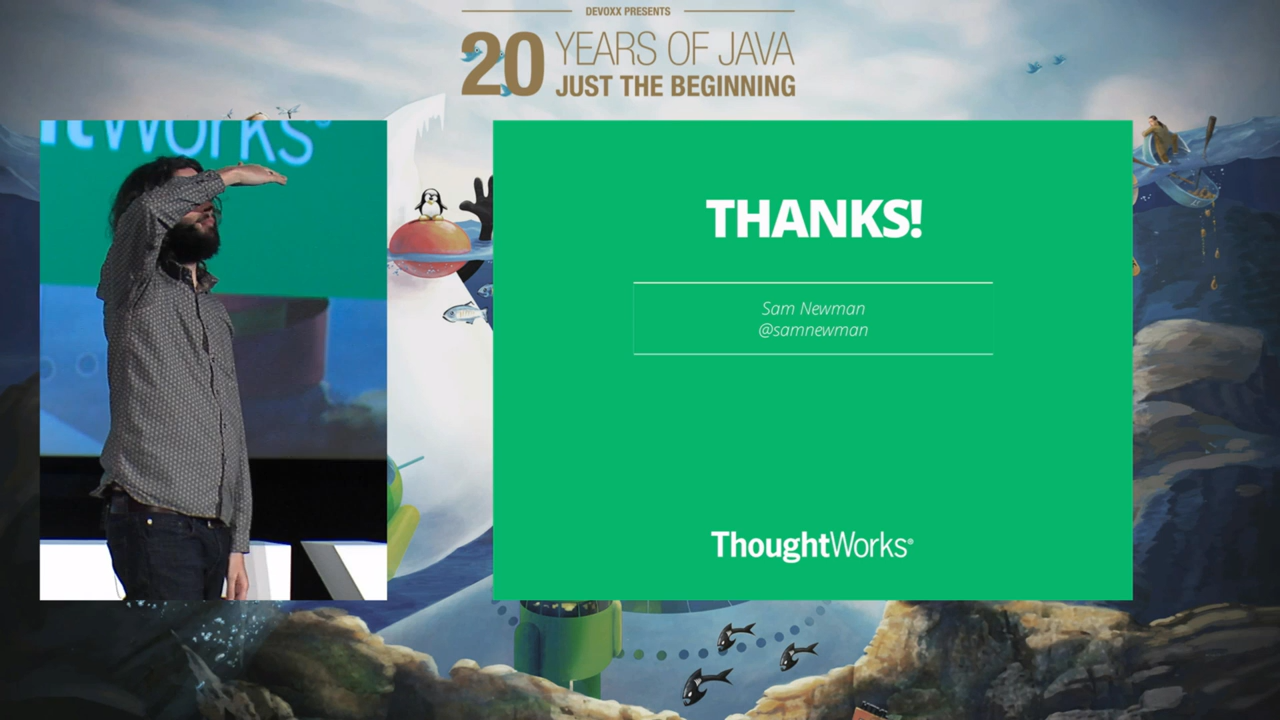 DEVOXX PRESENTS
20 YEARS OF JAVA
JUST THE BEGINNING
tWorks®
THANKS!
Sam Newman
@samnewman
ThoughtWorks®